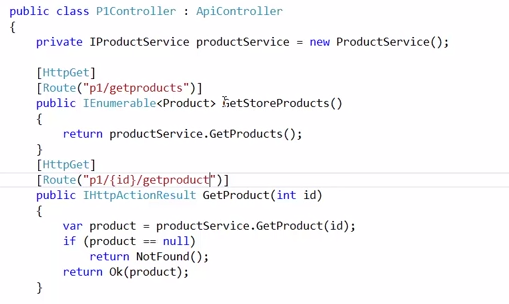 public class P1Controller : ApiController
{
    private IProductService productService = new ProductService();

    [HttpGet]
    [Route("p1/getproducts")]
    public IEnumerable<Product> GetStoreProducts()
    {
        return productService.GetProducts();
    }
    [HttpGet]
    [Route("p1/{id}/getproduct")]
    public IHttpActionResult GetProduct(int id)
    {
        var product = productService.GetProduct(id);
        if (product == null)
            return NotFound();
        return Ok(product);
    }